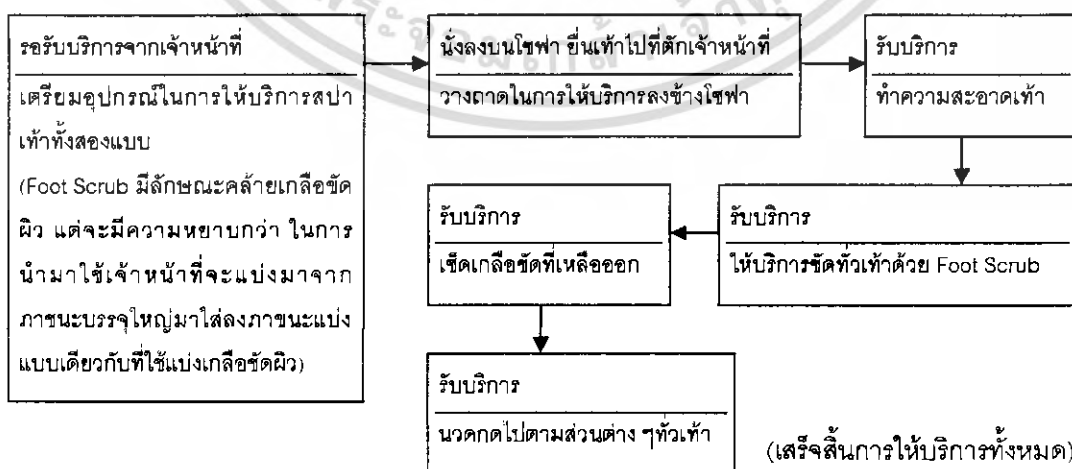 รอรับบริการจากเจ้าหน้าที่
เตรียมอุปกรณ์ในการให้บริการสปา
เท้าทั้งสองแบบ
(Foot Scrub มีลักษณะคล้ายเกลือขัด
ผิว แต่จะมีความหยาบกว่า ในการ
นำมาใช้เจ้าหน้าที่จะแบ่งมาจาก
ภาชนะบรรจุใหญ่มาใส่ลงภาชนะแบ่ง
แบบเดียวกับที่ใช้แบ่งเกลือขัดผิว)
นั่งลงบนโซฟา ยื่นเท้าไปที่ตักเจ้าหน้าที่
วางถาดในการให้บริการลงข้างโซฟา
รับบริการ
ทำความสะอาดเท้า
รับบริการ
ให้บริการขัดทั่วเท้าด้วย Foot Scrub
รับบริการ
เช็ดเกลือขัดที่เหลือออก
รับบริการ
นวดกดไปตามส่วนต่าง ๆทั่วเท้า
(เสร็จสิ้นการให้บริการทั้งหมด)